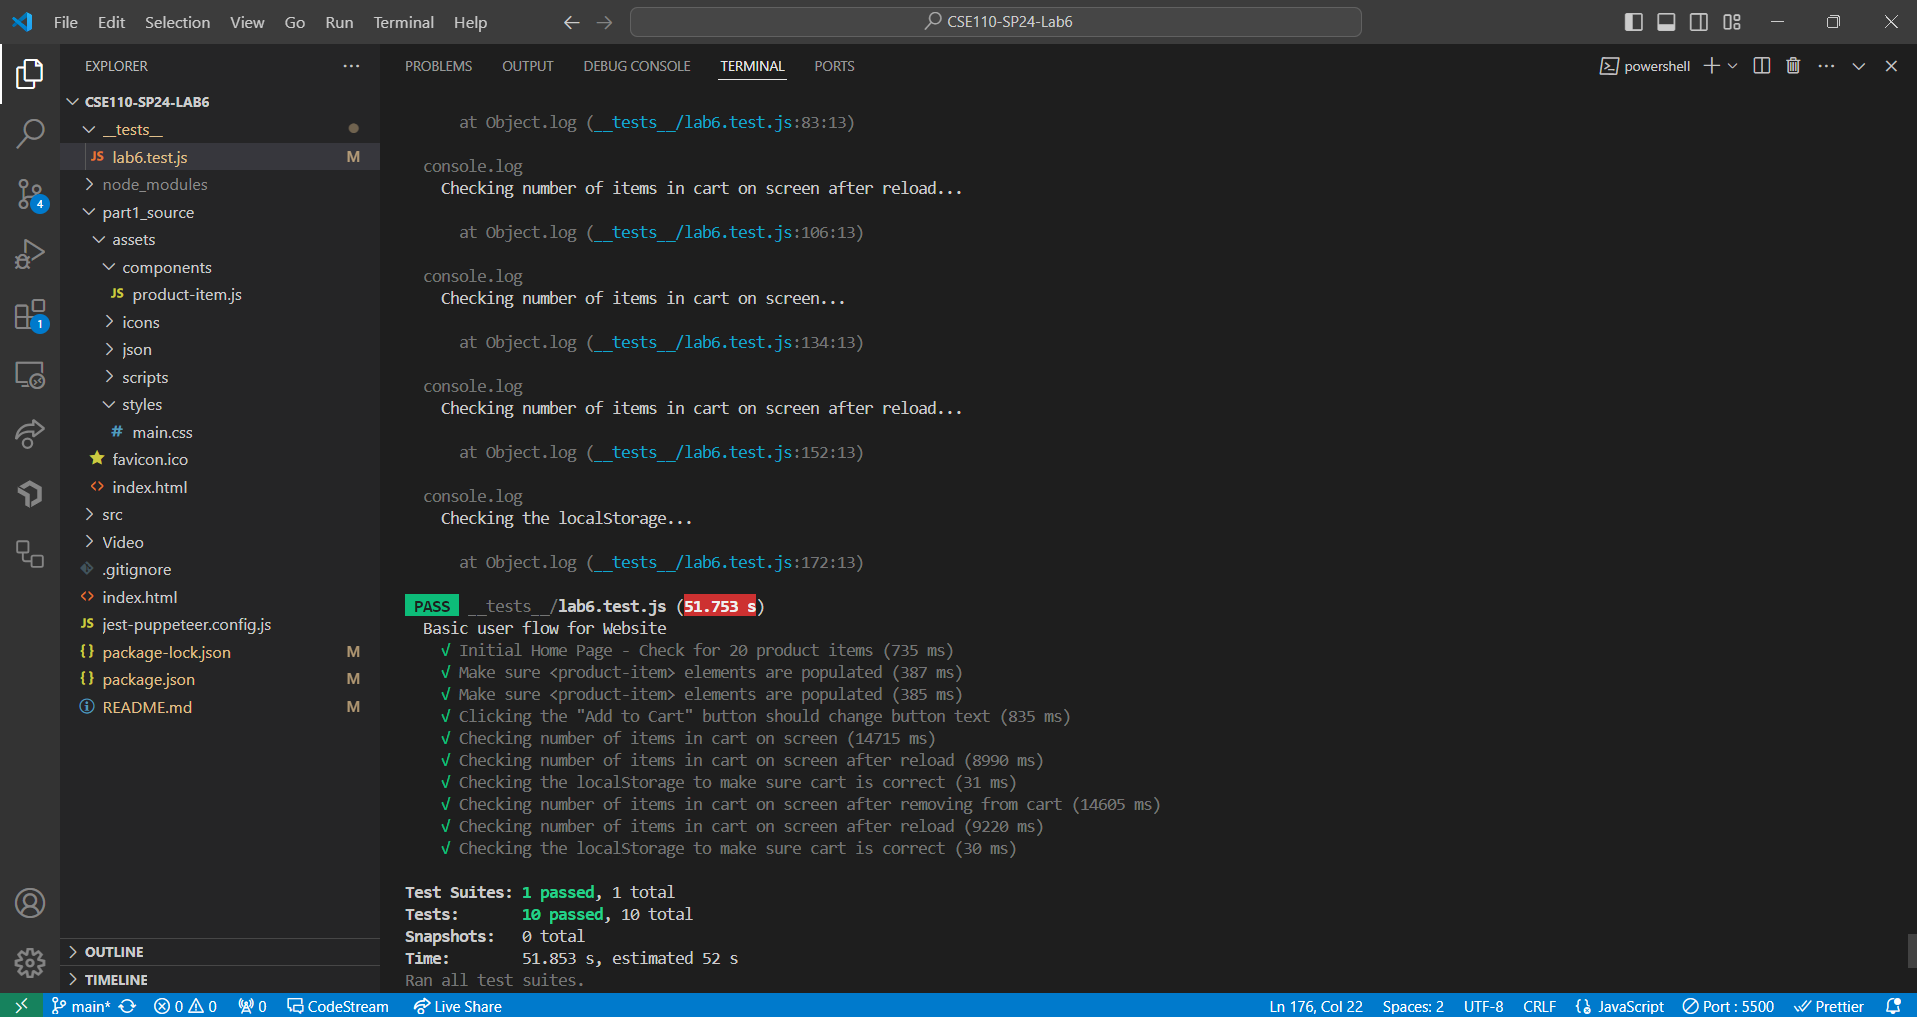 File Edit Selection View Go Run Terminal Help
CSE110-SP24-Lab6
EXPLORER
CSE110-SP24-LAB6
__tests__
JS lab6.test.js M
node_modules
part1_source
assets
components
JS product-item.js
icons
json
scripts
styles
# main.css
favicon.ico
<> index.html
src
Video
.gitignore
<> index.html
JS jest-puppeteer.config.js
{} package-lock.json M
{} package.json M
README.md M
OUTLINE
TIMELINE
4
1
PROBLEMS OUTPUT DEBUG CONSOLE TERMINAL PORTS
powershell
at Object.log (__tests__/lab6.test.js:83:13)
console.log
Checking number of items in cart on screen after reload...
at Object.log (__tests__/lab6.test.js:106:13)
console.log
Checking number of items in cart on screen...
at Object.log (__tests__/lab6.test.js:134:13)
console.log
Checking number of items in cart on screen after reload...
at Object.log (__tests__/lab6.test.js:152:13)
console.log
Checking the localStorage...
at Object.log (__tests__/lab6.test.js:172:13)
PASS __tests__/lab6.test.js (51.753 s)
Basic user flow for Website
√ Initial Home Page - Check for 20 product items (735 ms)
√ Make sure <product-item> elements are populated (387 ms)
√ Make sure <product-item> elements are populated (385 ms)
√ Clicking the "Add to Cart" button should change button text (835 ms)
√ Checking number of items in cart on screen (14715 ms)
√ Checking number of items in cart on screen after reload (8990 ms)
√ Checking the localStorage to make sure cart is correct (31 ms)
√ Checking number of items in cart on screen after removing from cart (14605 ms)
√ Checking number of items in cart on screen after reload (9220 ms)
√ Checking the localStorage to make sure cart is correct (30 ms)
Test Suites: 1 passed, 1 total
Tests: 10 passed, 10 total
Snapshots: 0 total
Time: 51.853 s, estimated 52 s
Ran all test suites.
main* 0 0 0 CodeStream Live Share Ln 176, Col 22 Spaces: 2 UTF-8 CRLF {} JavaScript Port : 5500 Prettier